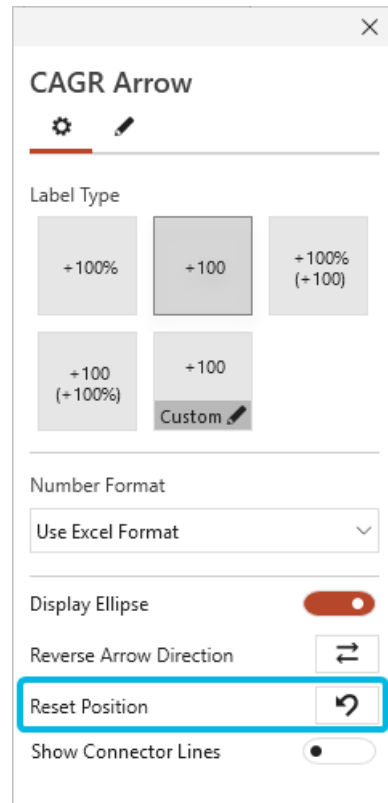 CAGR Arrow
Label Type
+100%
+100
+100%
(+100)
+100
(+100%)
+100
Custom
Number Format
Use Excel Format
Display Ellipse
Reverse Arrow Direction
Reset Position
Show Connector Lines